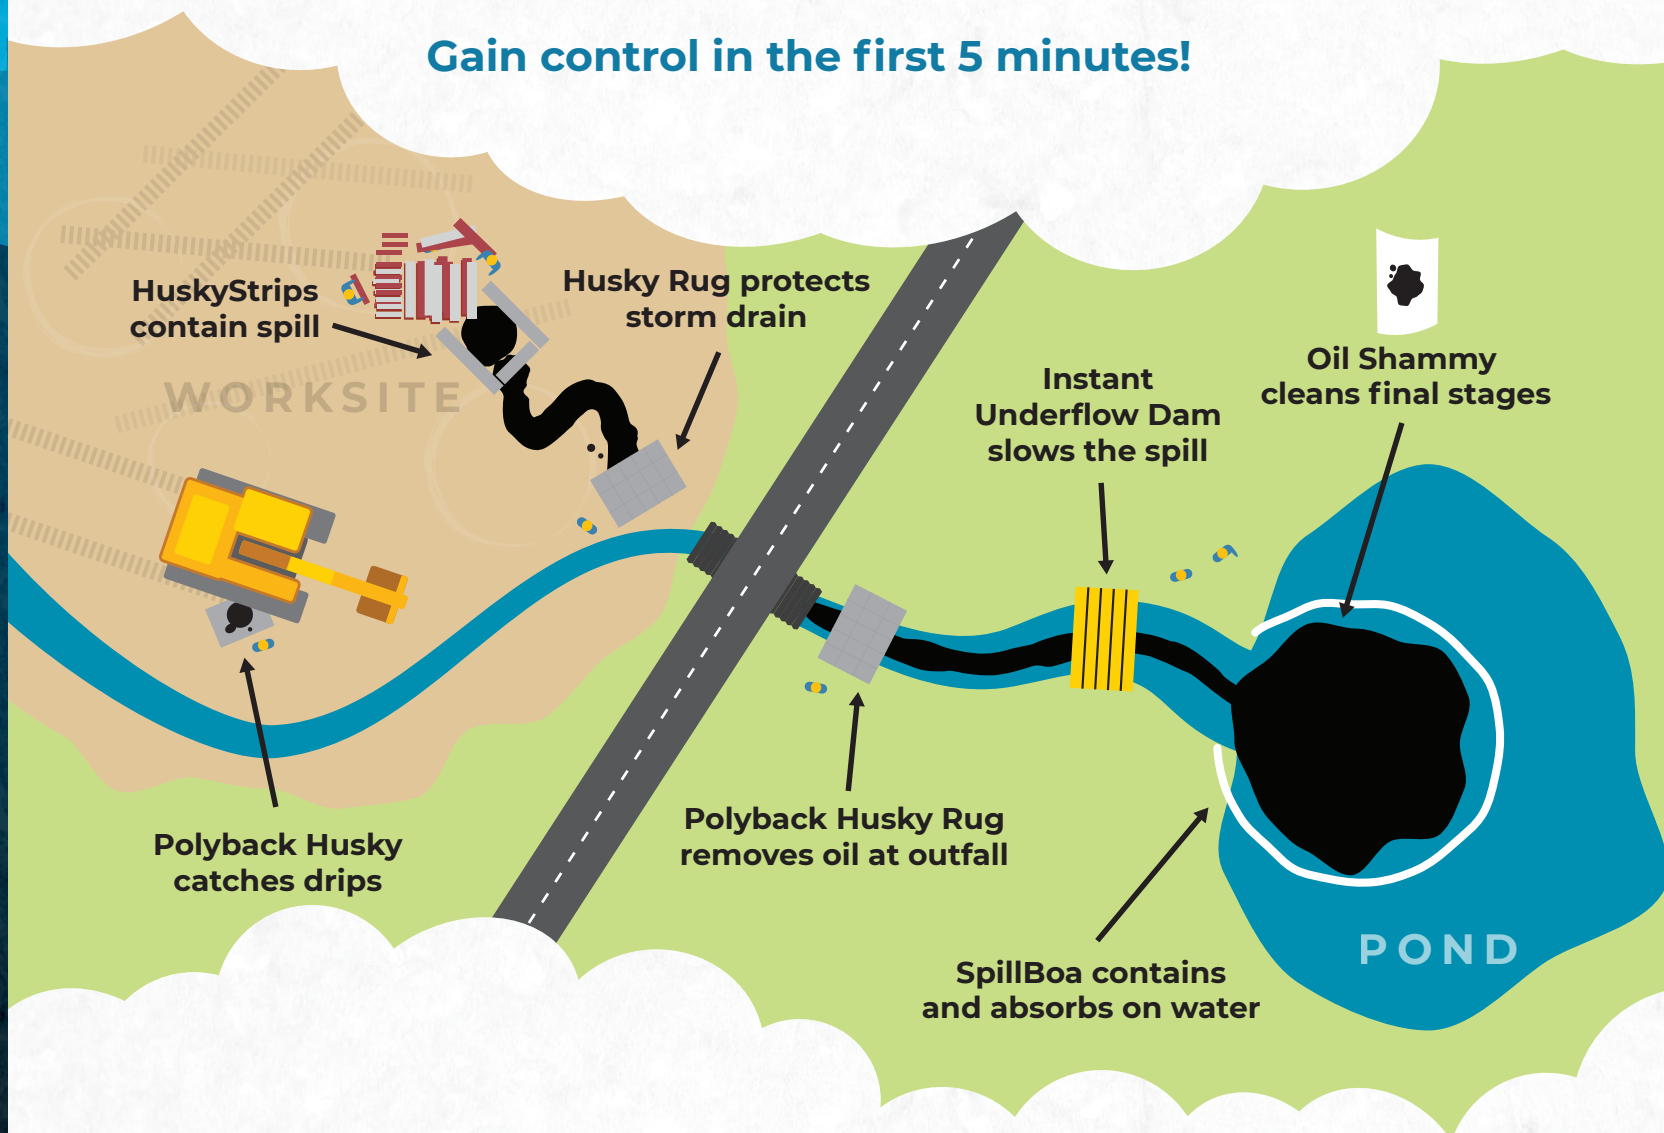 Gain control in the first 5 minutes!
HuskyStrips
contain spill
Husky Rug protects
storm drain
WORKSITE
Instant
Underflow Dam
slows the spill
Oil Shammy
cleans final stages
Polyback Husky
catches drips
Polyback Husky Rug
removes oil at outfall
SpillBoa contains
and absorbs on water
POND